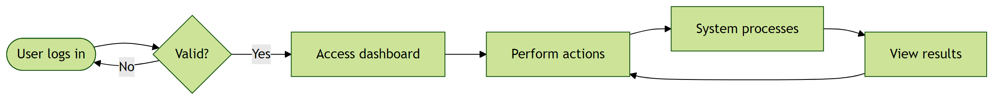 User logs in
No
Valid?
Yes
Access dashboard
Perform actions
System processes
View results